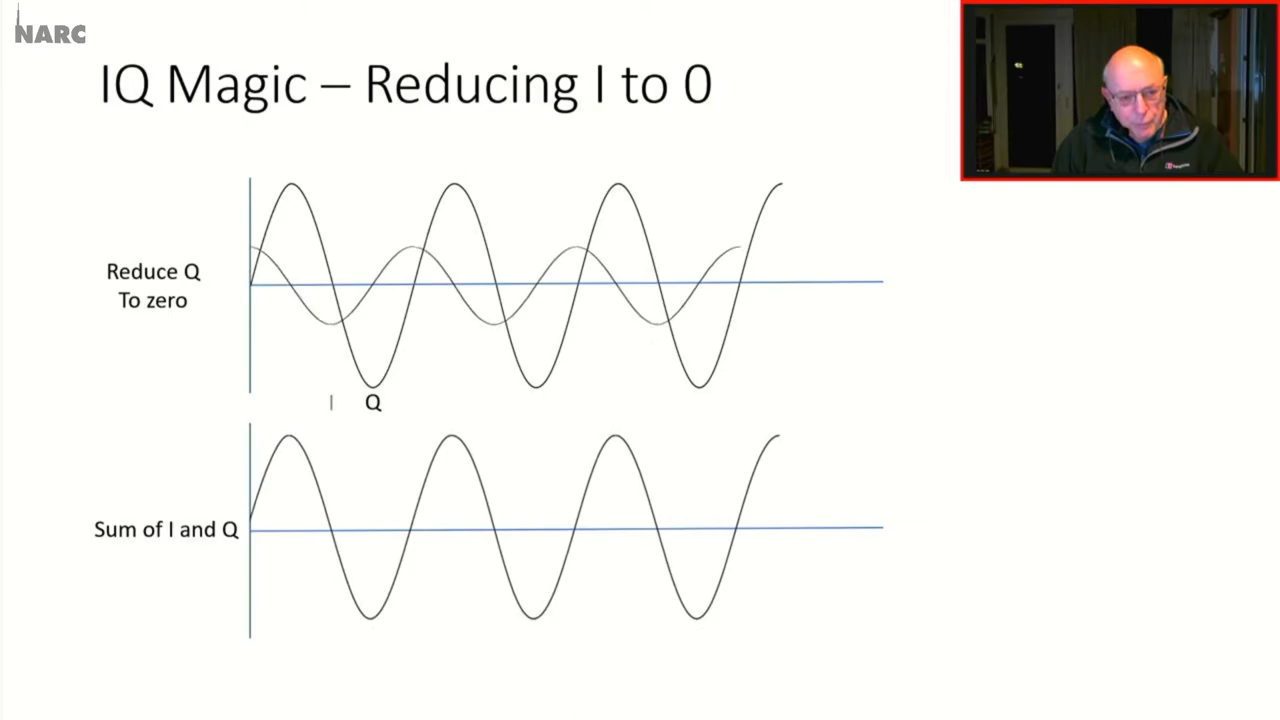 NARC
IQ Magic – Reducing I to 0
Reduce Q
To zero
I Q
Sum of I and Q